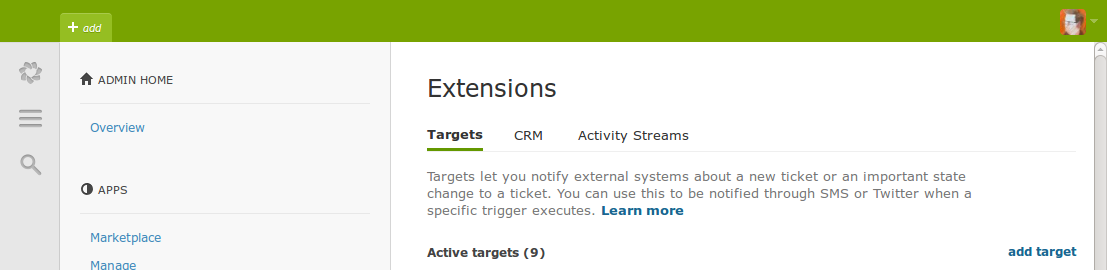 + add
ADMIN HOME
Overview
APPS
Marketplace
Manage
Extensions
Targets CRM Activity Streams
Targets let you notify external systems about a new ticket or an important state
change to a ticket. You can use this to be notified through SMS or Twitter when a
specific trigger executes. Learn more
Active targets (9) add target